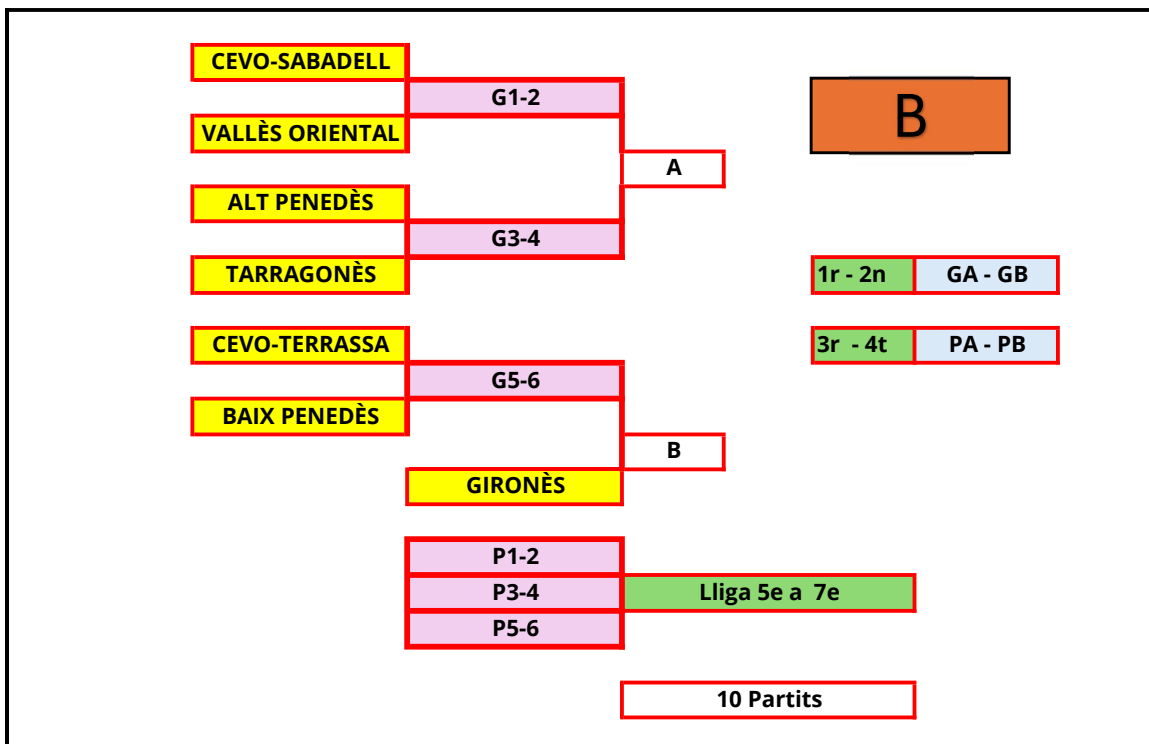 CEVO-SABADELL
G1-2
B
VALLÈS ORIENTAL
A
ALT PENEDÈS
G3-4
TARRAGONÈS
1r - 2n GA - GB
CEVO-TERRASSA
3r - 4t PA - PB
G5-6
BAIX PENEDÈS
B
GIRONÈS
P1-2
P3-4
Lliga 5e a 7e
P5-6
10 Partits